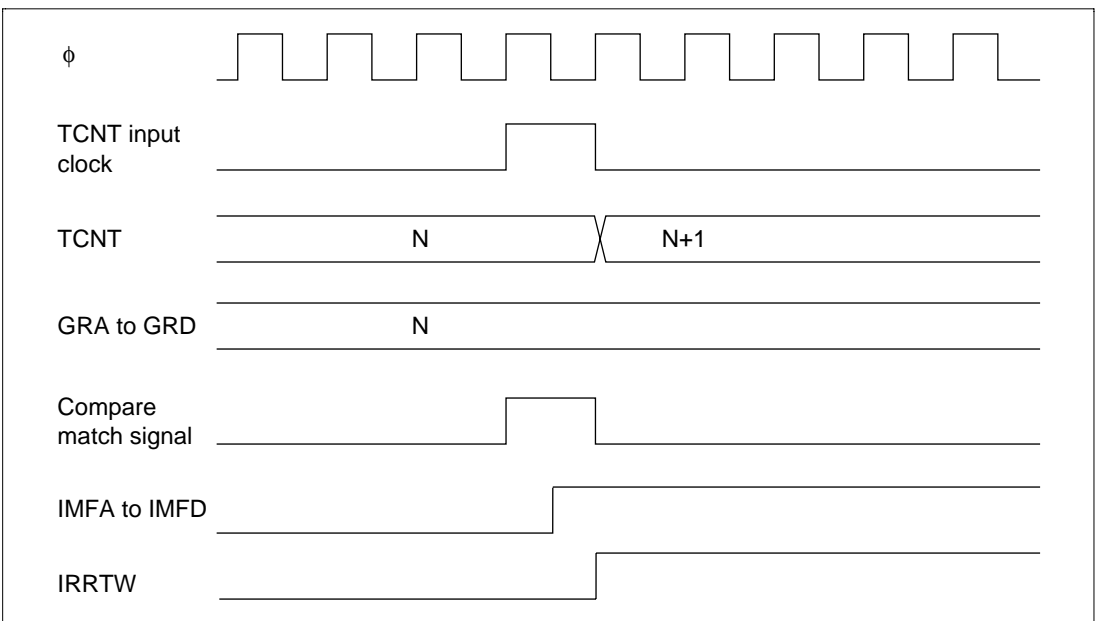 ϕ
TCNT input
clock
TCNT
N
N+1
GRA to GRD
N
Compare
match signal
IMFA to IMFD
IRRTW